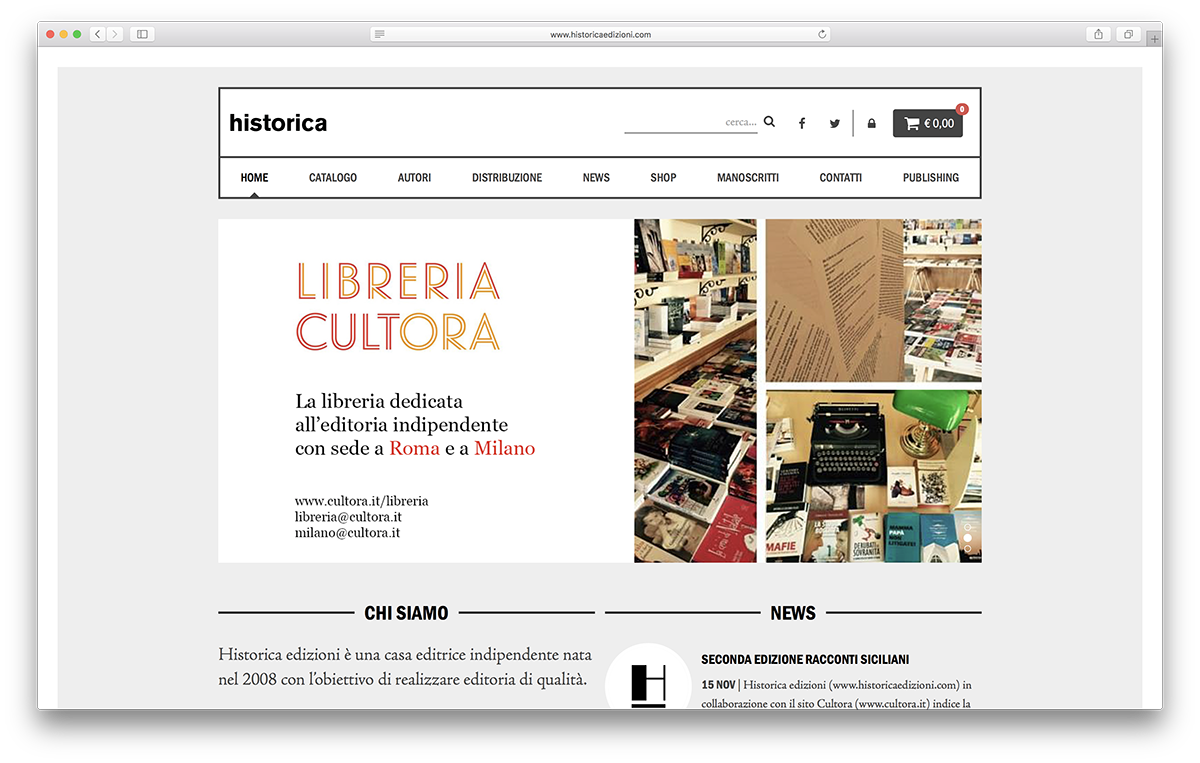 www.historicaedizioni.com
historica
cerca...
0
€ 0,00
HOME CATALOGO AUTORI DISTRIBUZIONE NEWS SHOP MANOSCRITTI CONTATTI PUBLISHING
LIBRERIA
CULTORA
La libreria dedicata
all'editoria indipendente
con sede a Roma e a Milano
www.cultora.it/libreria
libreria@cultora.it
milano@cultora.it
MAFIE
MAMMA
PAPÀ
CHI SIAMO
Historica edizioni è una casa editrice indipendente nata
nel 2008 con l'obiettivo di realizzare editoria di qualità.
NEWS
H
SECONDA EDIZIONE RACCONTI SICILIANI
15 NOV | Historica edizioni (www.historicaedizioni.com) in
collaborazione con il sito Cultora (www.cultora.it) indice la